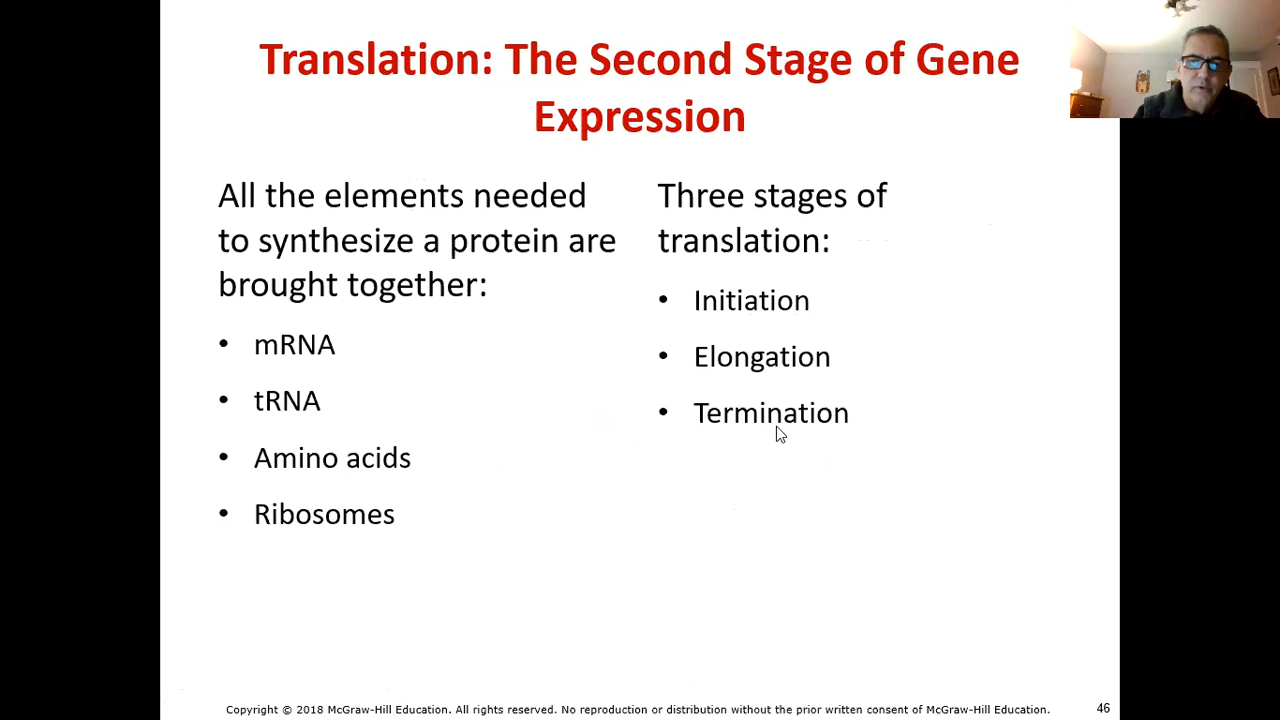 Translation: The Second Stage of Gene
Expression
All the elements needed
to synthesize a protein are
brought together:
• mRNA
• tRNA
• Amino acids
• Ribosomes
Three stages of
translation:
• Initiation
• Elongation
• Termination
Copyright © 2018 McGraw-Hill Education. All rights reserved. No reproduction or distribution without the prior written consent of McGraw-Hill Education.
46